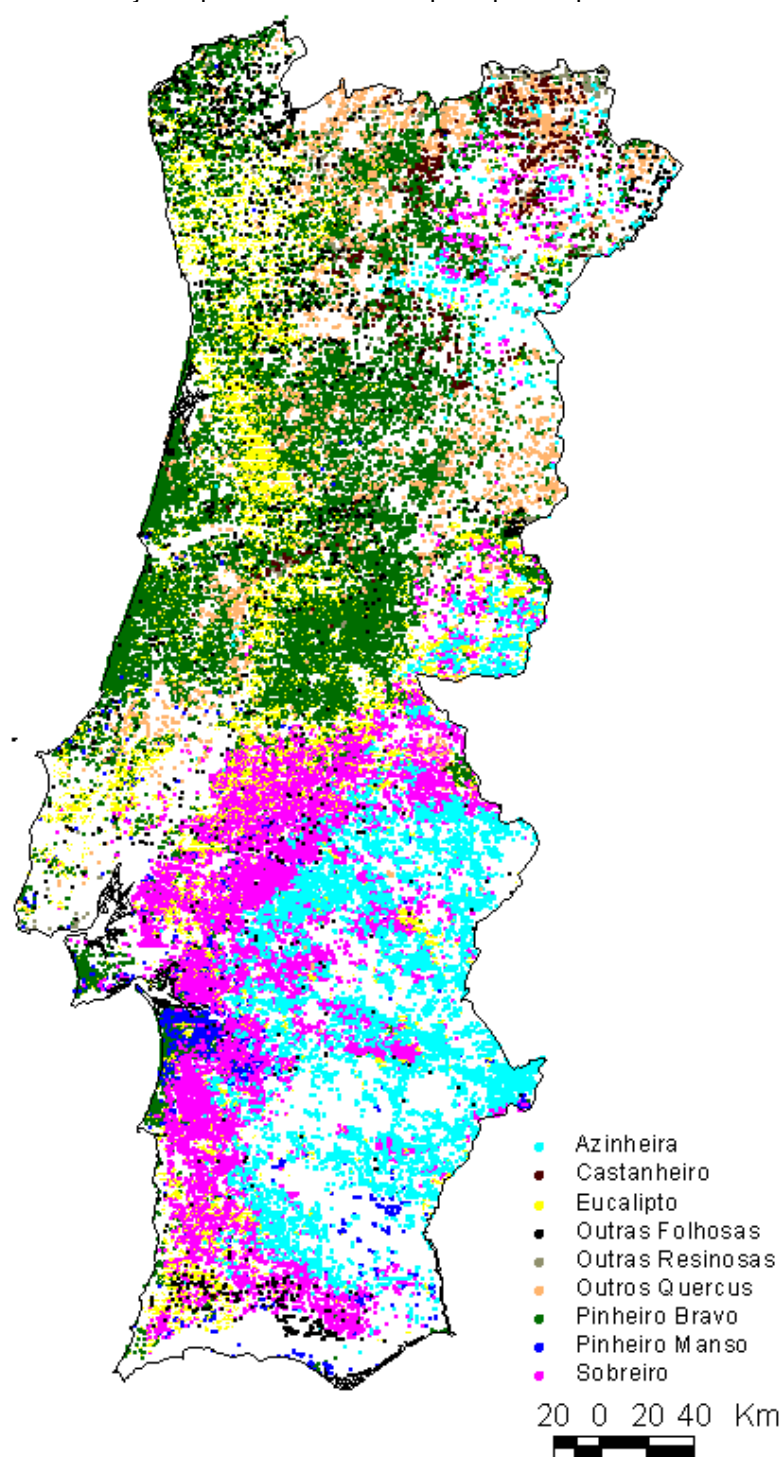 Azinheira
Castanheiro
Eucalipto
Outras Folhosas
Outras Resinosas
Outros Quercus
Pinheiro Bravo
Pinheiro Manso
Sobreiro
20 0 20 40 Km